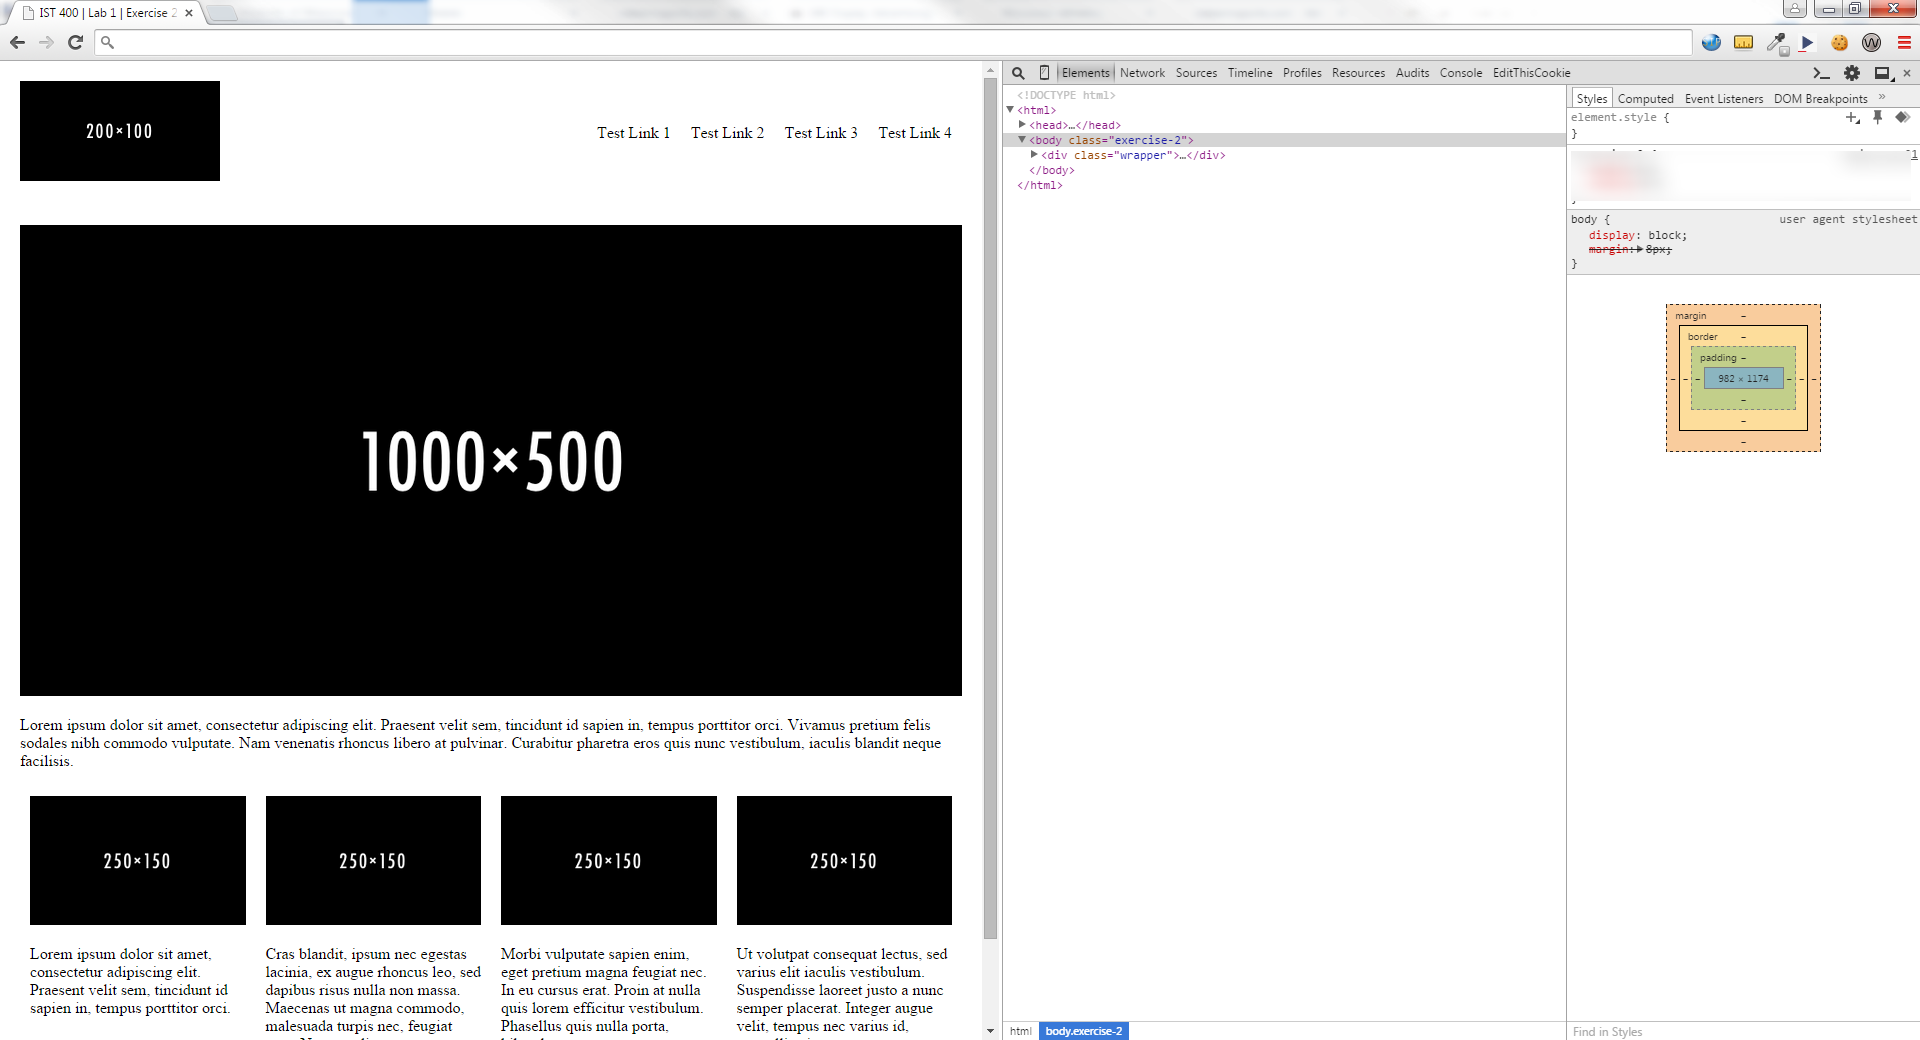 IST 400 | Lab 1 | Exercise 2
200×100
Test Link 1 Test Link 2 Test Link 3 Test Link 4
1000×500
Lorem ipsum dolor sit amet, consectetur adipiscing elit. Praesent velit sem, tincidunt id sapien in, tempus porttitor orci. Vivamus pretium felis
sodales nibh commodo vulputate. Nam venenatis rhoncus libero at pulvinar. Curabitur pharetra eros quis nunc vestibulum, iaculis blandit neque
facilisis.
250×150
250×150
250×150
250×150
Lorem ipsum dolor sit amet,
consectetur adipiscing elit.
Praesent velit sem, tincidunt id
sapien in, tempus porttitor orci.
Cras blandit, ipsum nec egestas
lacinia, ex augue rhoncus leo, sed
dapibus risus nulla non massa.
Maecenas ut magna commodo,
malesuada turpis nec, feugiat
Morbi vulputate sapien enim,
eget pretium magna feugiat nec.
In eu cursus erat. Proin at nulla
quis lorem efficitur vestibulum.
Phasellus quis nulla porta,
Ut volutpat consequat lectus, sed
varius elit iaculis vestibulum.
Suspendisse laoreet justo a nunc
semper placerat. Integer augue
velit, tempus nec varius id,
Elements Network Sources Timeline Profiles Resources Audits Console EditThisCookie
<!DOCTYPE html>
<html>
<head>…</head>
<body class="exercise-2">
<div class="wrapper">…</div>
</body>
</html>
html body.exercise-2
Styles Computed Event Listeners DOM Breakpoints »
element.style {
}
body { user agent stylesheet
display: block;
margin: 8px;
}
margin –
border –
padding –
– – – 982 × 1174 – – –
–
–
–
Find in Styles